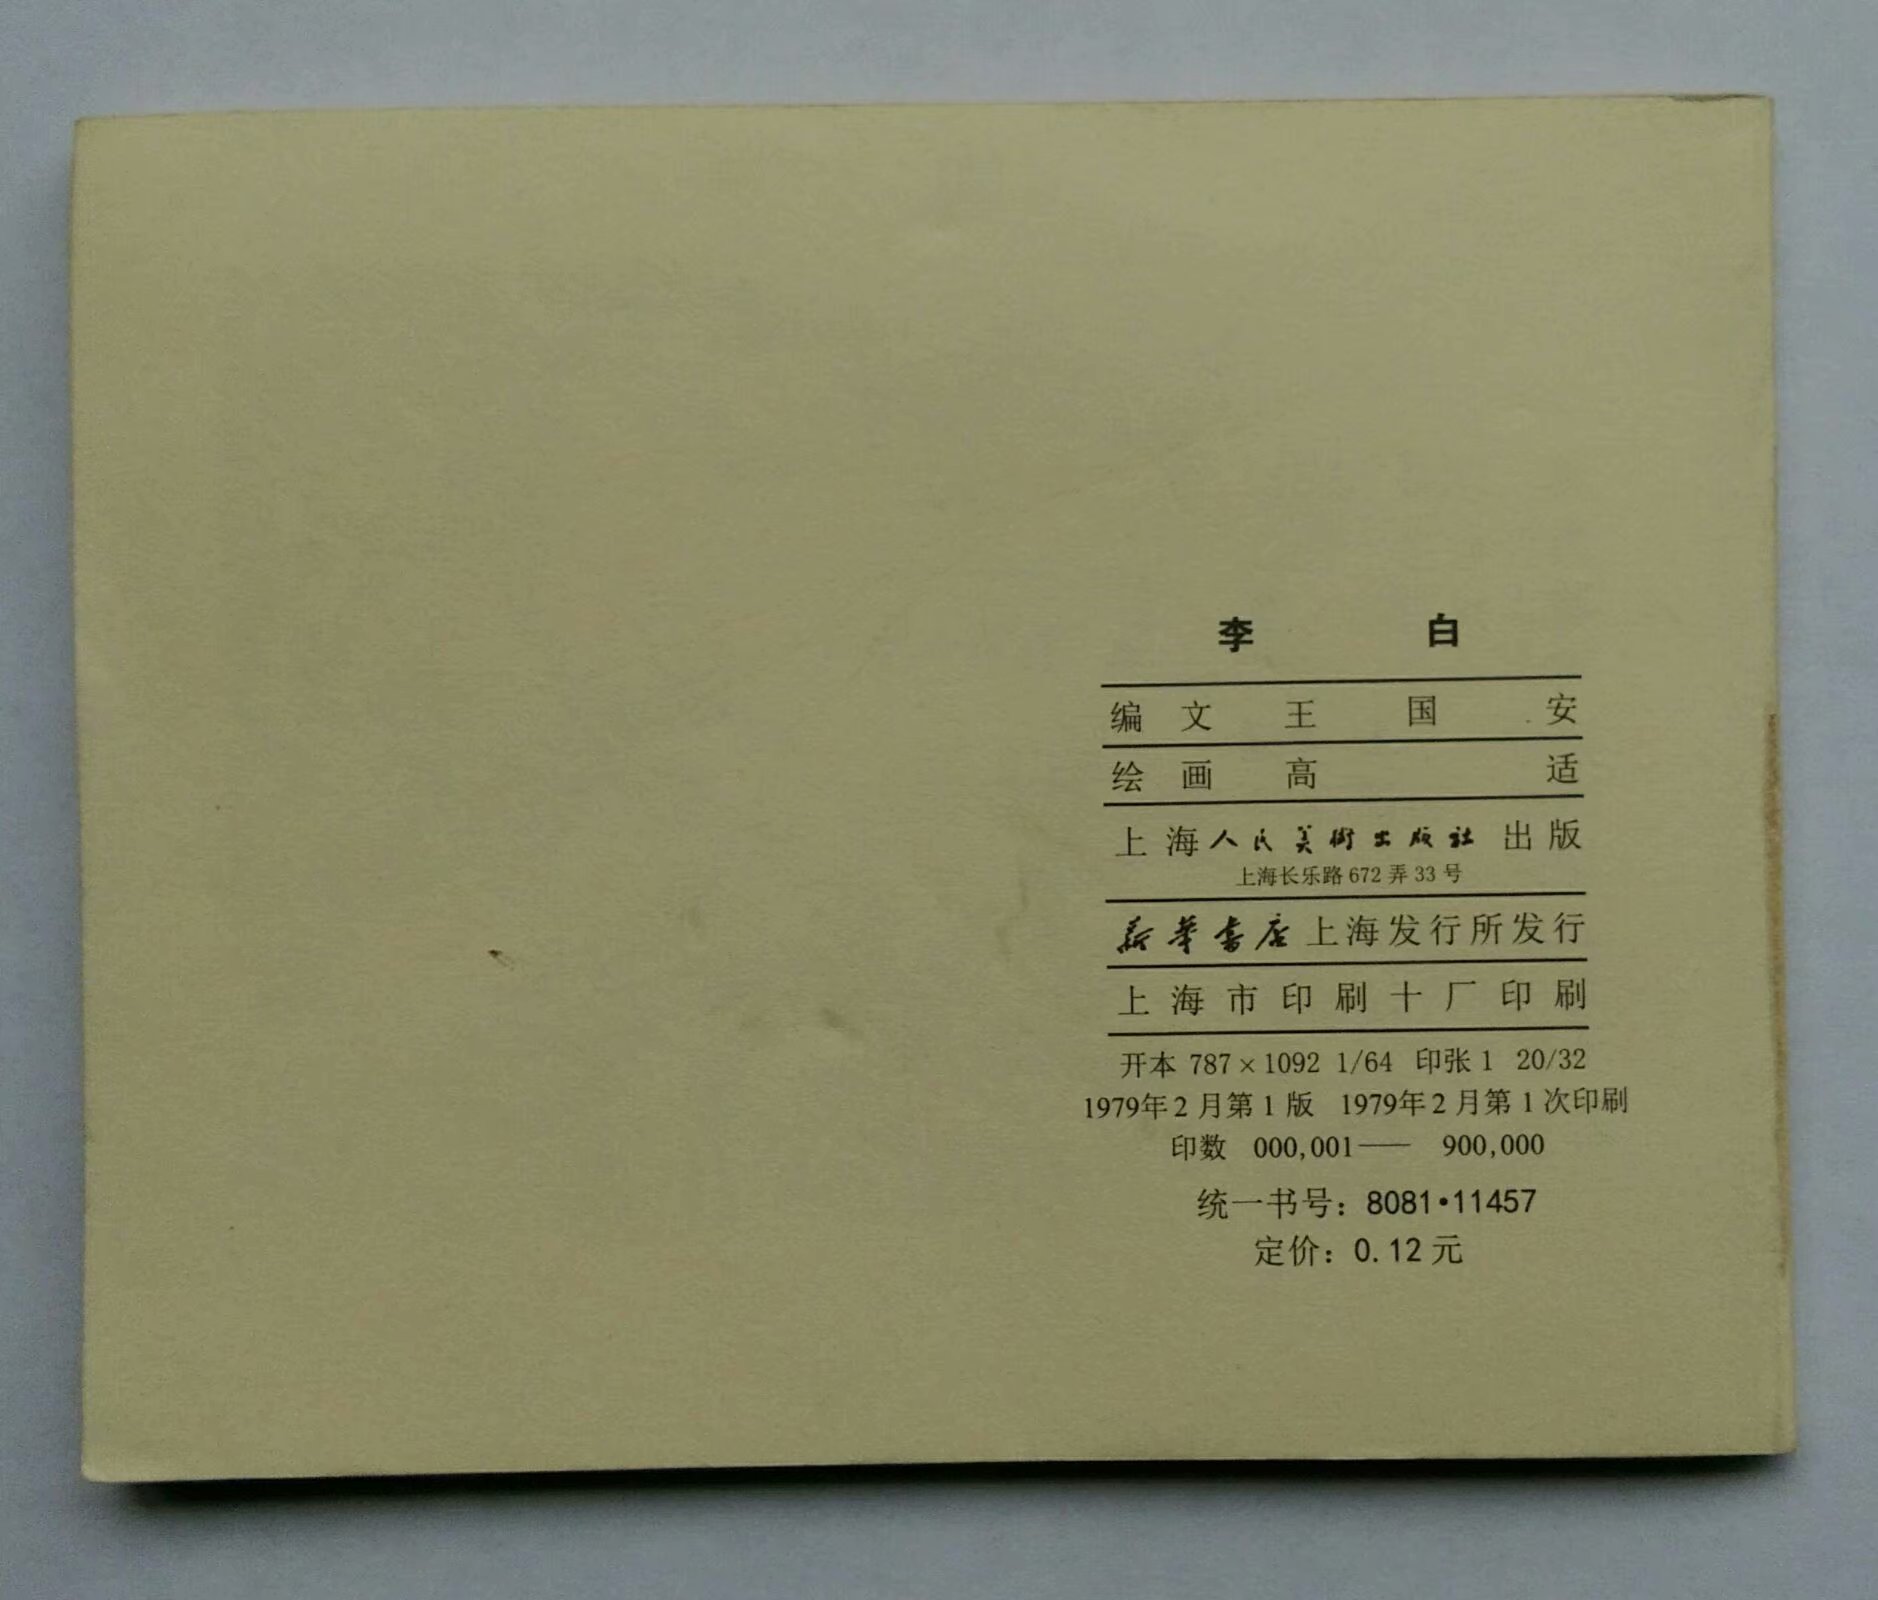 李 白
编文 王国安
绘画 高适
上海人民美術出版社出版
上海长乐路672弄33号
新华书店上海发行所发行
上海市印刷十厂印刷
开本 787×1092 1/64 印张1 20/32
1979年2月第1版 1979年2月第1次印刷
印数 000,001—— 900,000
统一书号：8081·11457
定价：0.12元